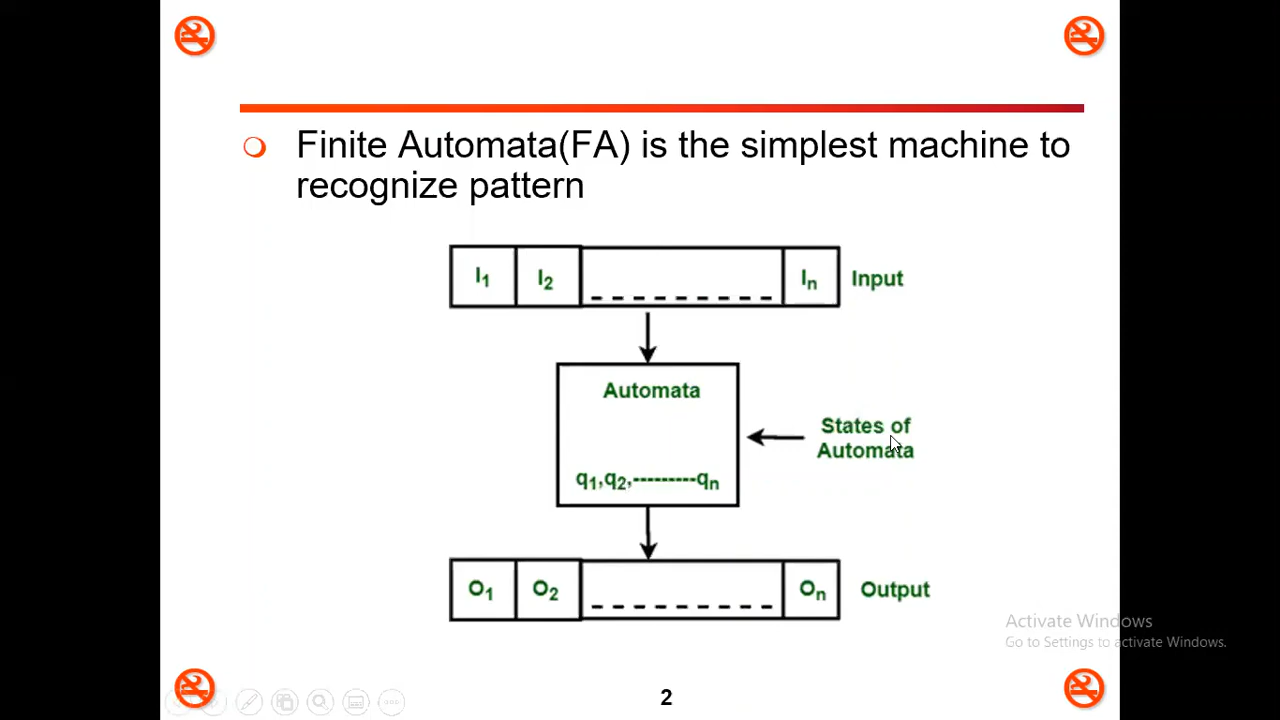 Finite Automata(FA) is the simplest machine to
recognize pattern
I1 I2 In Input
Automata
States of
Automata
q1,q2,---------qn
O1 O2 On Output
Activate Windows
Go to Settings to activate Windows.
2